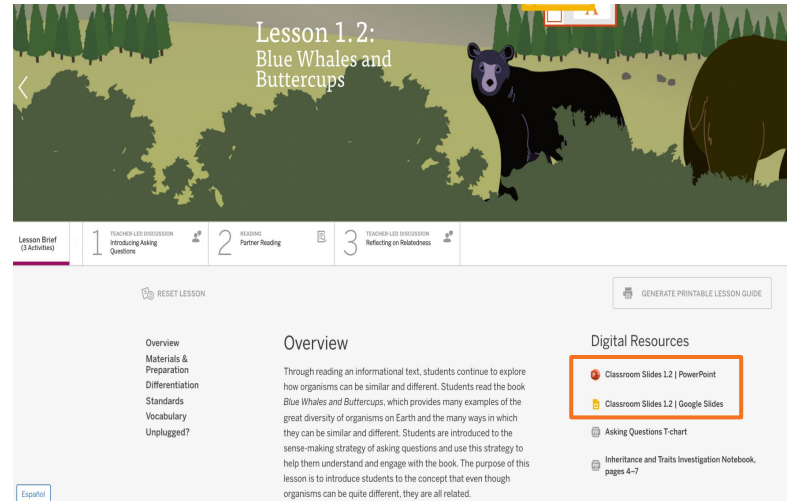 A
Lesson 1.2:
Blue Whales and
Buttercups
Lesson Brief
(3 Activities)
1
TEACHER-LED DISCUSSION
Introducing Asking
Questions
2
READING
Partner Reading
3
TEACHER-LED DISCUSSION
Reflecting on Relatedness
RESET LESSON
GENERATE PRINTABLE LESSON GUIDE
Overview
Materials &
Preparation
Differentiation
Standards
Vocabulary
Unplugged?
Overview
Through reading an informational text, students continue to explore
how organisms can be similar and different. Students read the book
Blue Whales and Buttercups, which provides many examples of the
great diversity of organisms on Earth and the many ways in which
they can be similar and different. Students are introduced to the
sense-making strategy of asking questions and use this strategy to
help them understand and engage with the book. The purpose of this
lesson is to introduce students to the concept that even though
organisms can be quite different, they are all related.
Digital Resources
Classroom Slides 1.2 | PowerPoint
Classroom Slides 1.2 | Google Slides
Asking Questions T-chart
Inheritance and Traits Investigation Notebook,
pages 4–7
Español